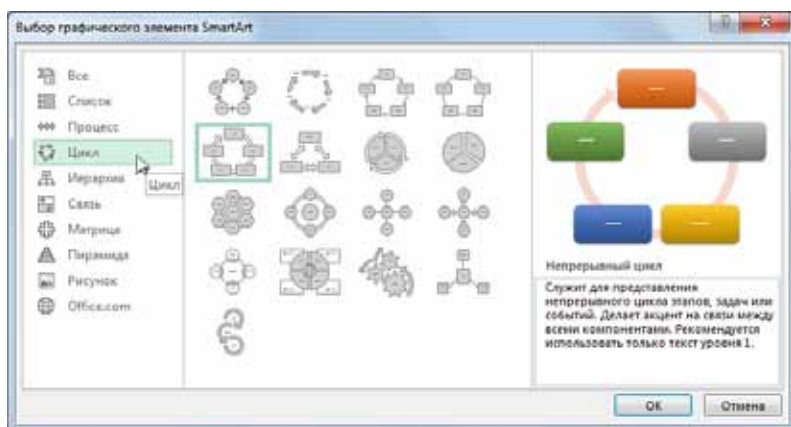 Выбор графического элемента SmartArt
Все
Список
Процесс
Цикл
Иерархия
Цикл
Связь
Матрица
Пирамида
Рисунок
Office.com
Непрерывный цикл
Служит для представления
непрерывного цикла этапов, задач или
событий. Делает акцент на связи между
всеми компонентами. Рекомендуется
использовать только текст уровня 1.
ОК
Отмена